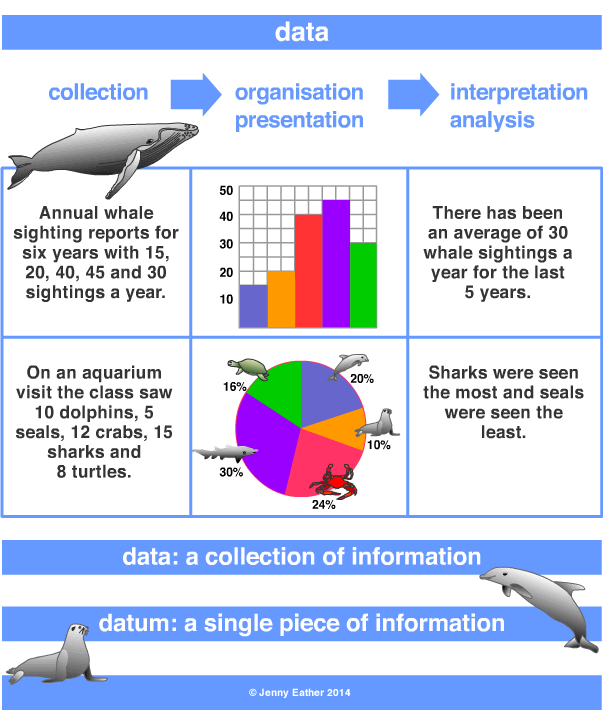 data
collection
organisation
presentation
interpretation
analysis
Annual whale
sighting reports for
six years with 15,
20, 40, 45 and 30
sightings a year.
50
40
30
20
10
There has been
an average of 30
whale sightings a
year for the last
5 years.
On an aquarium
visit the class saw
10 dolphins, 5
seals, 12 crabs, 15
sharks and
8 turtles.
16%
20%
10%
30%
24%
Sharks were seen
the most and seals
were seen the
least.
data: a collection of information
datum: a single piece of information
© Jenny Eather 2014